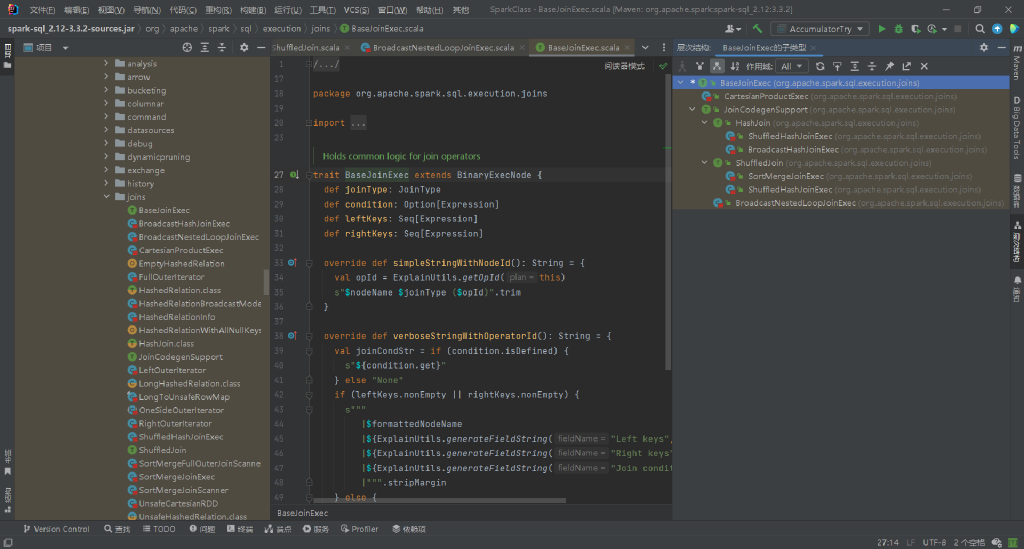 文件(F) 编辑(E) 视图(V) 导航(N) 代码(C) 重构(R) 构建(B) 运行(U) 工具(T) VCS(S) 窗口(W) 帮助(H) 其他 SparkClass - BaseJoinExec.scala [Maven: org.apache.spark:spark-sql_2.12:3.3.2]
spark-sql_2.12-3.3.2-sources.jar org apache spark sql execution joins BaseJoinExec.scala AccumulatorTry
项目 ShuffledJoin.scala BroadcastNestedLoopJoinExec.scala BaseJoinExec.scala 层次结构: BaseJoinExec的子类型
analysis
arrow
bucketing
columnar
command
datasources
debug
dynamicpruning
exchange
history
joins
BaseJoinExec
BroadcastHashJoinExec
BroadcastNestedLoopJoinExec
CartesianProductExec
EmptyHashedRelation
FullOuterIterator
HashedRelation.class
HashedRelationBroadcastMode
HashedRelationInfo
HashedRelationWithAllNullKeys
HashJoin.class
JoinCodegenSupport
LeftOuterIterator
LongHashedRelation.class
LongToUnsafeRowMap
OneSideOuterIterator
RightOuterIterator
ShuffledHashJoinExec
ShuffledJoin
SortMergeFullOuterJoinScanne
SortMergeJoinExec
SortMergeJoinScanner
UnsafeCartesianRDD
UnsafeHashedRelation.class
阅读器模式
1 /.../
17
18 package org.apache.spark.sql.execution.joins
19
20 import ...
23
Holds common logic for join operators
27 trait BaseJoinExec extends BinaryExecNode {
28 def joinType: JoinType
29 def condition: Option[Expression]
30 def leftKeys: Seq[Expression]
31 def rightKeys: Seq[Expression]
32
33 override def simpleStringWithNodeId(): String = {
34 val opId = ExplainUtils.getOpId( plan = this)
35 s"$nodeName $joinType ($opId)".trim
36 }
37
38 override def verboseStringWithOperatorId(): String = {
39 val joinCondStr = if (condition.isDefined) {
40 s"${condition.get}"
41 } else "None"
42 if (leftKeys.nonEmpty || rightKeys.nonEmpty) {
43 s"""
44 |$formattedNodeName
45 |${ExplainUtils.generateFieldString( fieldName = "Left keys",
46 |${ExplainUtils.generateFieldString( fieldName = "Right keys"
47 |${ExplainUtils.generateFieldString( fieldName = "Join condit
48 |""".stripMargin
49 } else {
BaseJoinExec
作用域: All
* BaseJoinExec (org.apache.spark.sql.execution.joins)
CartesianProductExec (org.apache.spark.sql.execution.joins)
JoinCodegenSupport (org.apache.spark.sql.execution.joins)
HashJoin (org.apache.spark.sql.execution.joins)
ShuffledHashJoinExec (org.apache.spark.sql.execution.joins)
BroadcastHashJoinExec (org.apache.spark.sql.execution.joins)
ShuffledJoin (org.apache.spark.sql.execution.joins)
SortMergeJoinExec (org.apache.spark.sql.execution.joins)
ShuffledHashJoinExec (org.apache.spark.sql.execution.joins)
BroadcastNestedLoopJoinExec (org.apache.spark.sql.execution.joins)
Maven
Big Data Tools
数据库
层次结构
通知
项目
书签
结构
Version Control 查找 TODO 问题 终端 端点 服务 Profiler 依赖项
27:14 LF UTF-8 2 个空格